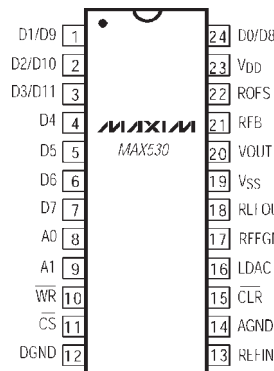 D1/D9 1
D2/D10 2
D3/D11 3
D4 4
D5 5
D6 6
D7 7
A0 8
A1 9
WR 10
CS 11
DGND 12
MAXIM
MAX530
24 D0/D8
23 VDD
22 ROFS
21 RFB
20 VOUT
19 VSS
18
17
16 LDAC
15 CLR
14 AGND
13 REFIN